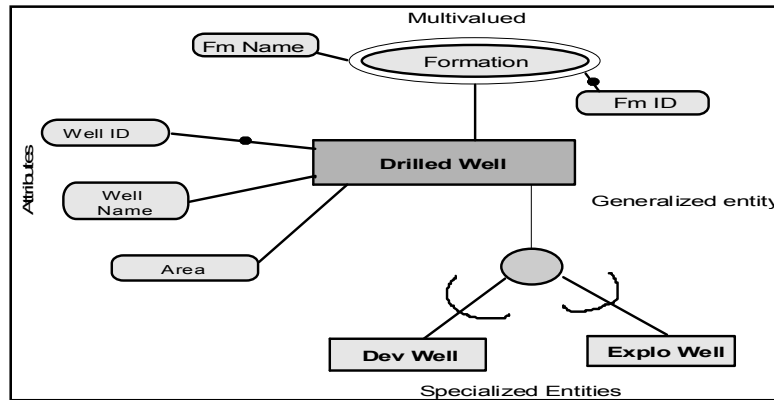 Multivalued
Fm Name
Formation
Fm ID
Well ID
Drilled Well
Attributes
Well
Name
Generalized entity
Area
Dev Well
Explo Well
Specialized Entities